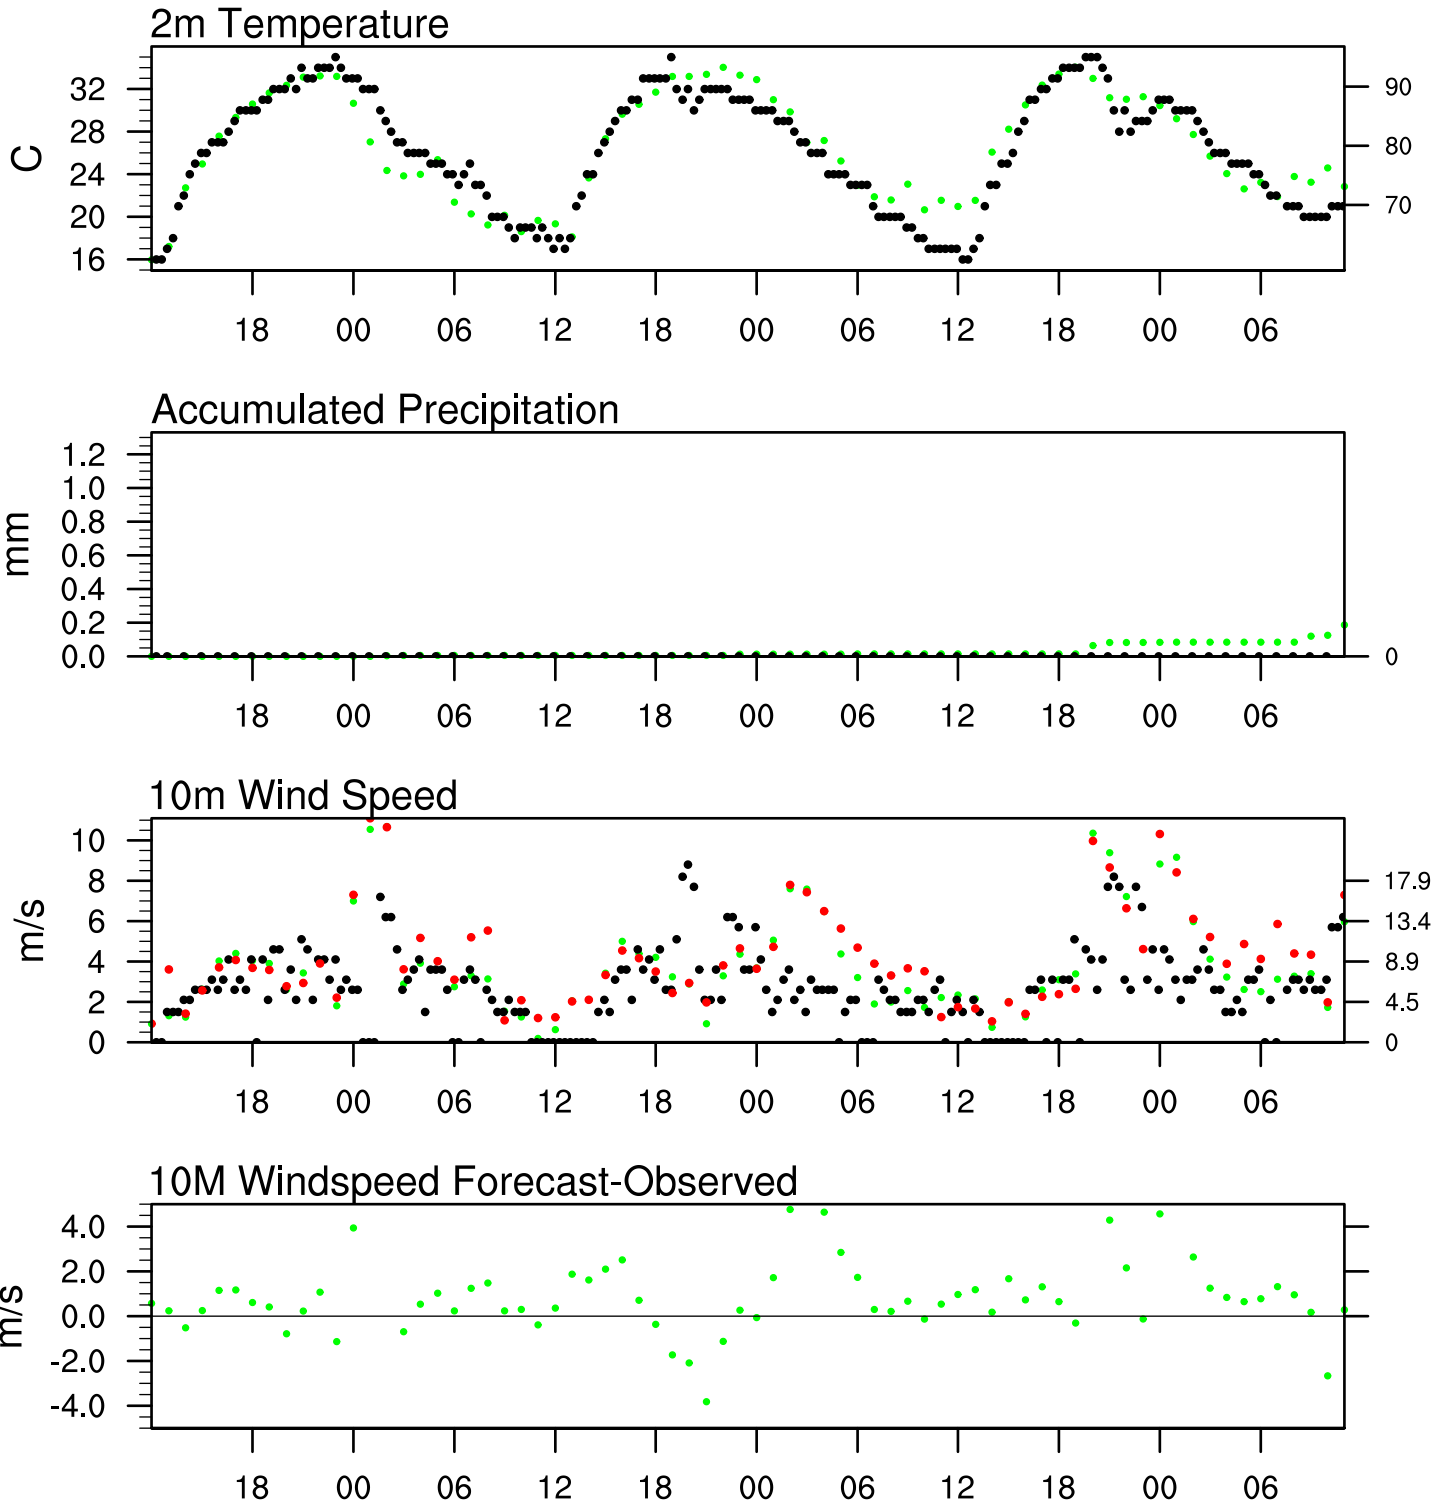 2m Temperature
C
32
28
24
20
16
90
80
70
18 00 06 12 18 00 06 12 18 00 06
Accumulated Precipitation
mm
1.2
1.0
0.8
0.6
0.4
0.2
0.0
0
18 00 06 12 18 00 06 12 18 00 06
10m Wind Speed
m/s
10
8
6
4
2
0
17.9
13.4
8.9
4.5
0
18 00 06 12 18 00 06 12 18 00 06
10M Windspeed Forecast-Observed
m/s
4.0
2.0
0.0
-2.0
-4.0
18 00 06 12 18 00 06 12 18 00 06